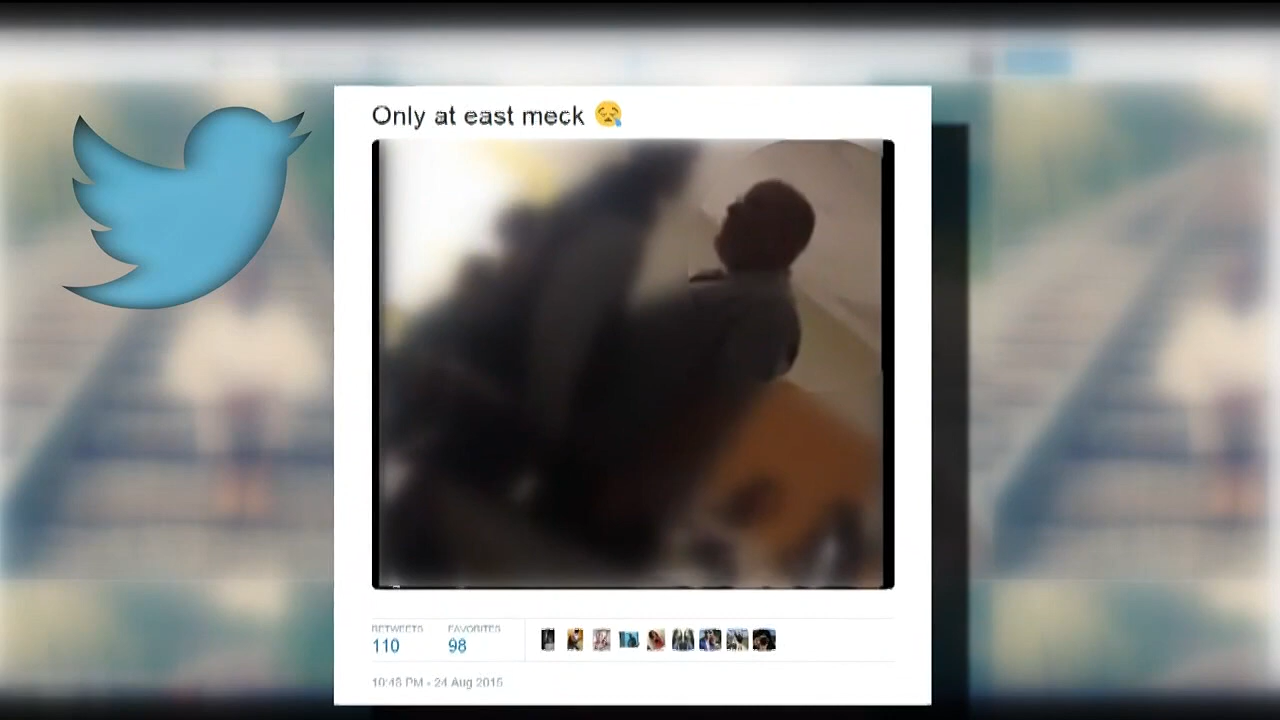 Only at east meck 😪
RETWEETS FAVORITES
110 98
10:48 PM - 24 Aug 2015